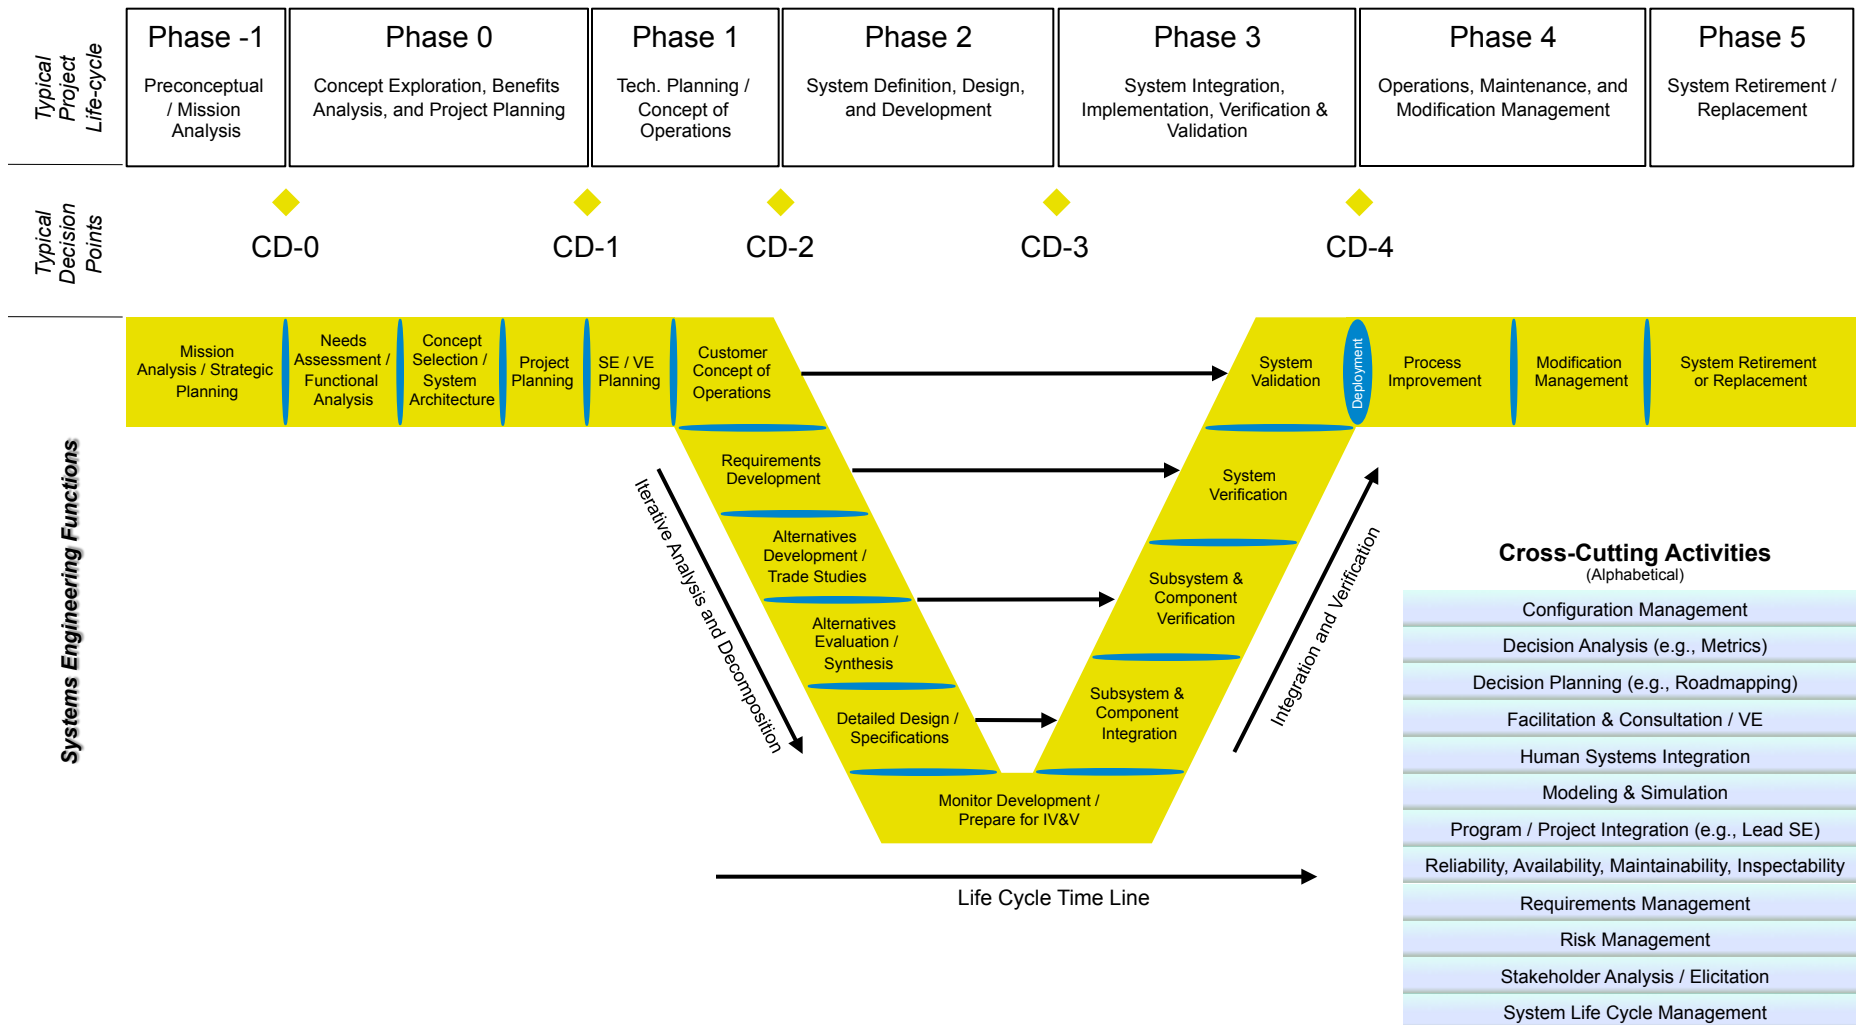 Typical
Project
Life-cycle
Phase -1
Preconceptual
/ Mission
Analysis
Phase 0
Concept Exploration, Benefits
Analysis, and Project Planning
Phase 1
Tech. Planning /
Concept of
Operations
Phase 2
System Definition, Design,
and Development
Phase 3
System Integration,
Implementation, Verification &
Validation
Phase 4
Operations, Maintenance, and
Modification Management
Phase 5
System Retirement /
Replacement
Typical
Decision
Points
CD-0
CD-1
CD-2
CD-3
CD-4
Systems Engineering Functions
Mission
Analysis / Strategic
Planning
Needs
Assessment /
Functional
Analysis
Concept
Selection /
System
Architecture
Project
Planning
SE / VE
Planning
Customer
Concept of
Operations
System
Validation
Deployment
Process
Improvement
Modification
Management
System Retirement
or Replacement
Requirements
Development
System
Verification
Alternatives
Development /
Trade Studies
Subsystem &
Component
Verification
Alternatives
Evaluation /
Synthesis
Detailed Design /
Specifications
Subsystem &
Component
Integration
Monitor Development /
Prepare for IV&V
Iterative Analysis and Decomposition
Integration and Verification
Life Cycle Time Line
Cross-Cutting Activities
(Alphabetical)
Configuration Management
Decision Analysis (e.g., Metrics)
Decision Planning (e.g., Roadmapping)
Facilitation & Consultation / VE
Human Systems Integration
Modeling & Simulation
Program / Project Integration (e.g., Lead SE)
Reliability, Availability, Maintainability, Inspectability
Requirements Management
Risk Management
Stakeholder Analysis / Elicitation
System Life Cycle Management